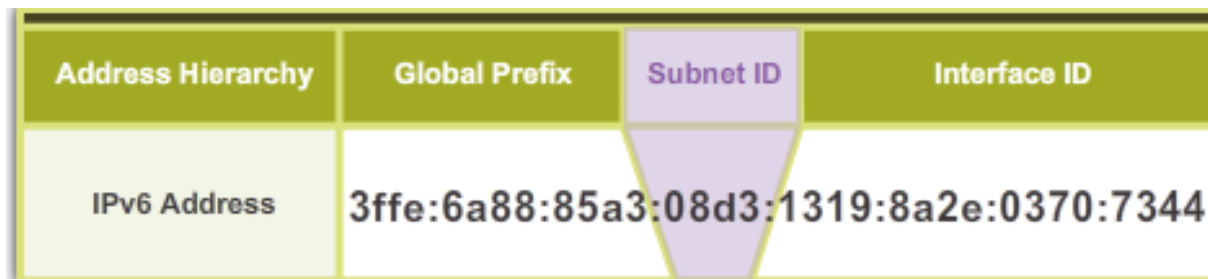 Address Hierarchy Global Prefix Subnet ID Interface ID
IPv6 Address 3ffe:6a88:85a3:08d3:1319:8a2e:0370:7344